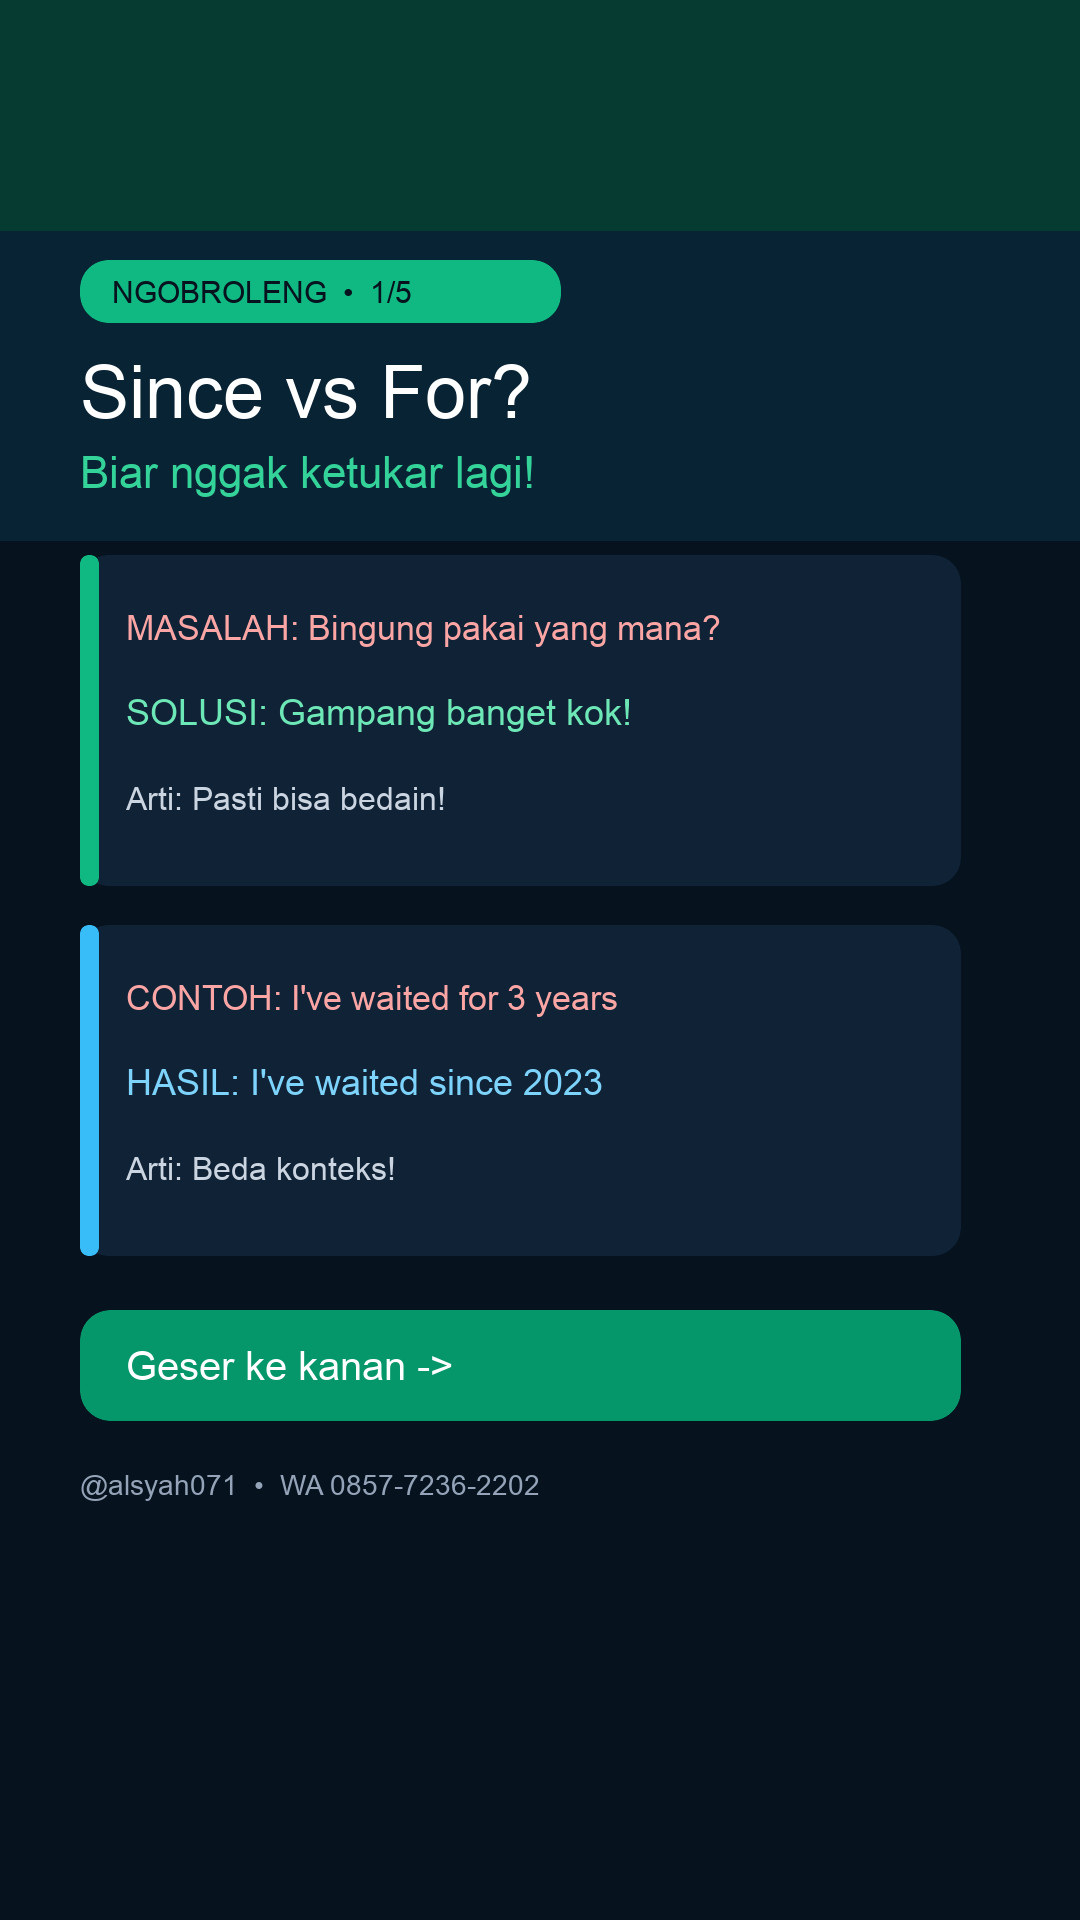 NGOBROLENG • 1/5
Since vs For?
Biar nggak ketukar lagi!
MASALAH: Bingung pakai yang mana?
SOLUSI: Gampang banget kok!
Arti: Pasti bisa bedain!
CONTOH: I've waited for 3 years
HASIL: I've waited since 2023
Arti: Beda konteks!
Geser ke kanan ->
@alsyah071 • WA 0857-7236-2202